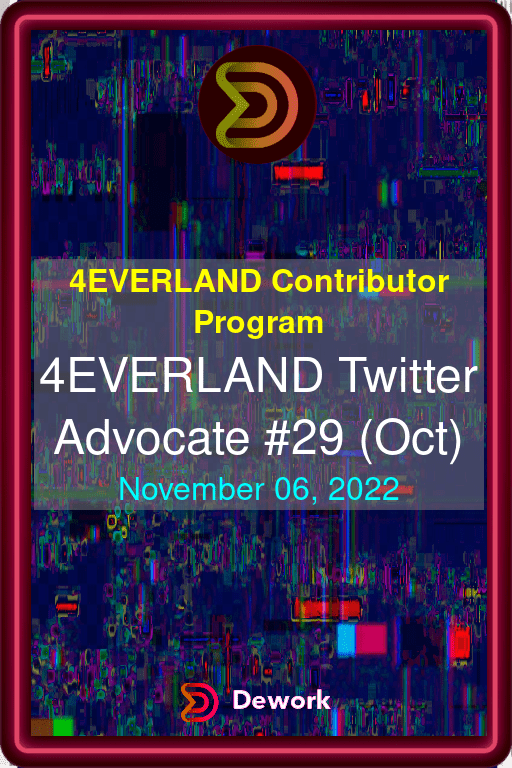 4EVERLAND Contributor
Program
4EVERLAND Twitter
Advocate #29 (Oct)
November 06, 2022
Dework